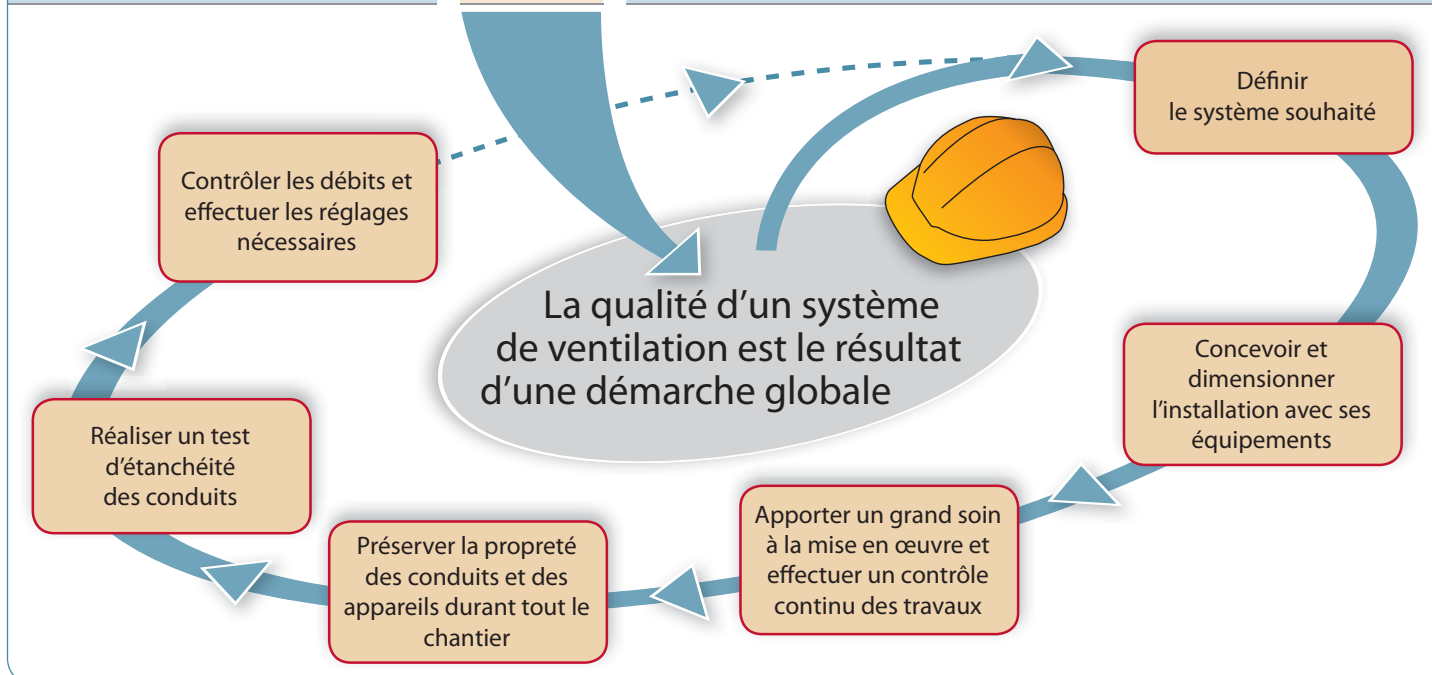 La qualité d’un système
de ventilation est le résultat
d’une démarche globale
Définir
le système souhaité
Concevoir et
dimensionner
l’installation avec ses
équipements
Apporter un grand soin
à la mise en œuvre et
effectuer un contrôle
continu des travaux
Préserver la propreté
des conduits et des
appareils durant tout le
chantier
Réaliser un test
d’étanchéité
des conduits
Contrôler les débits et
effectuer les réglages
nécessaires